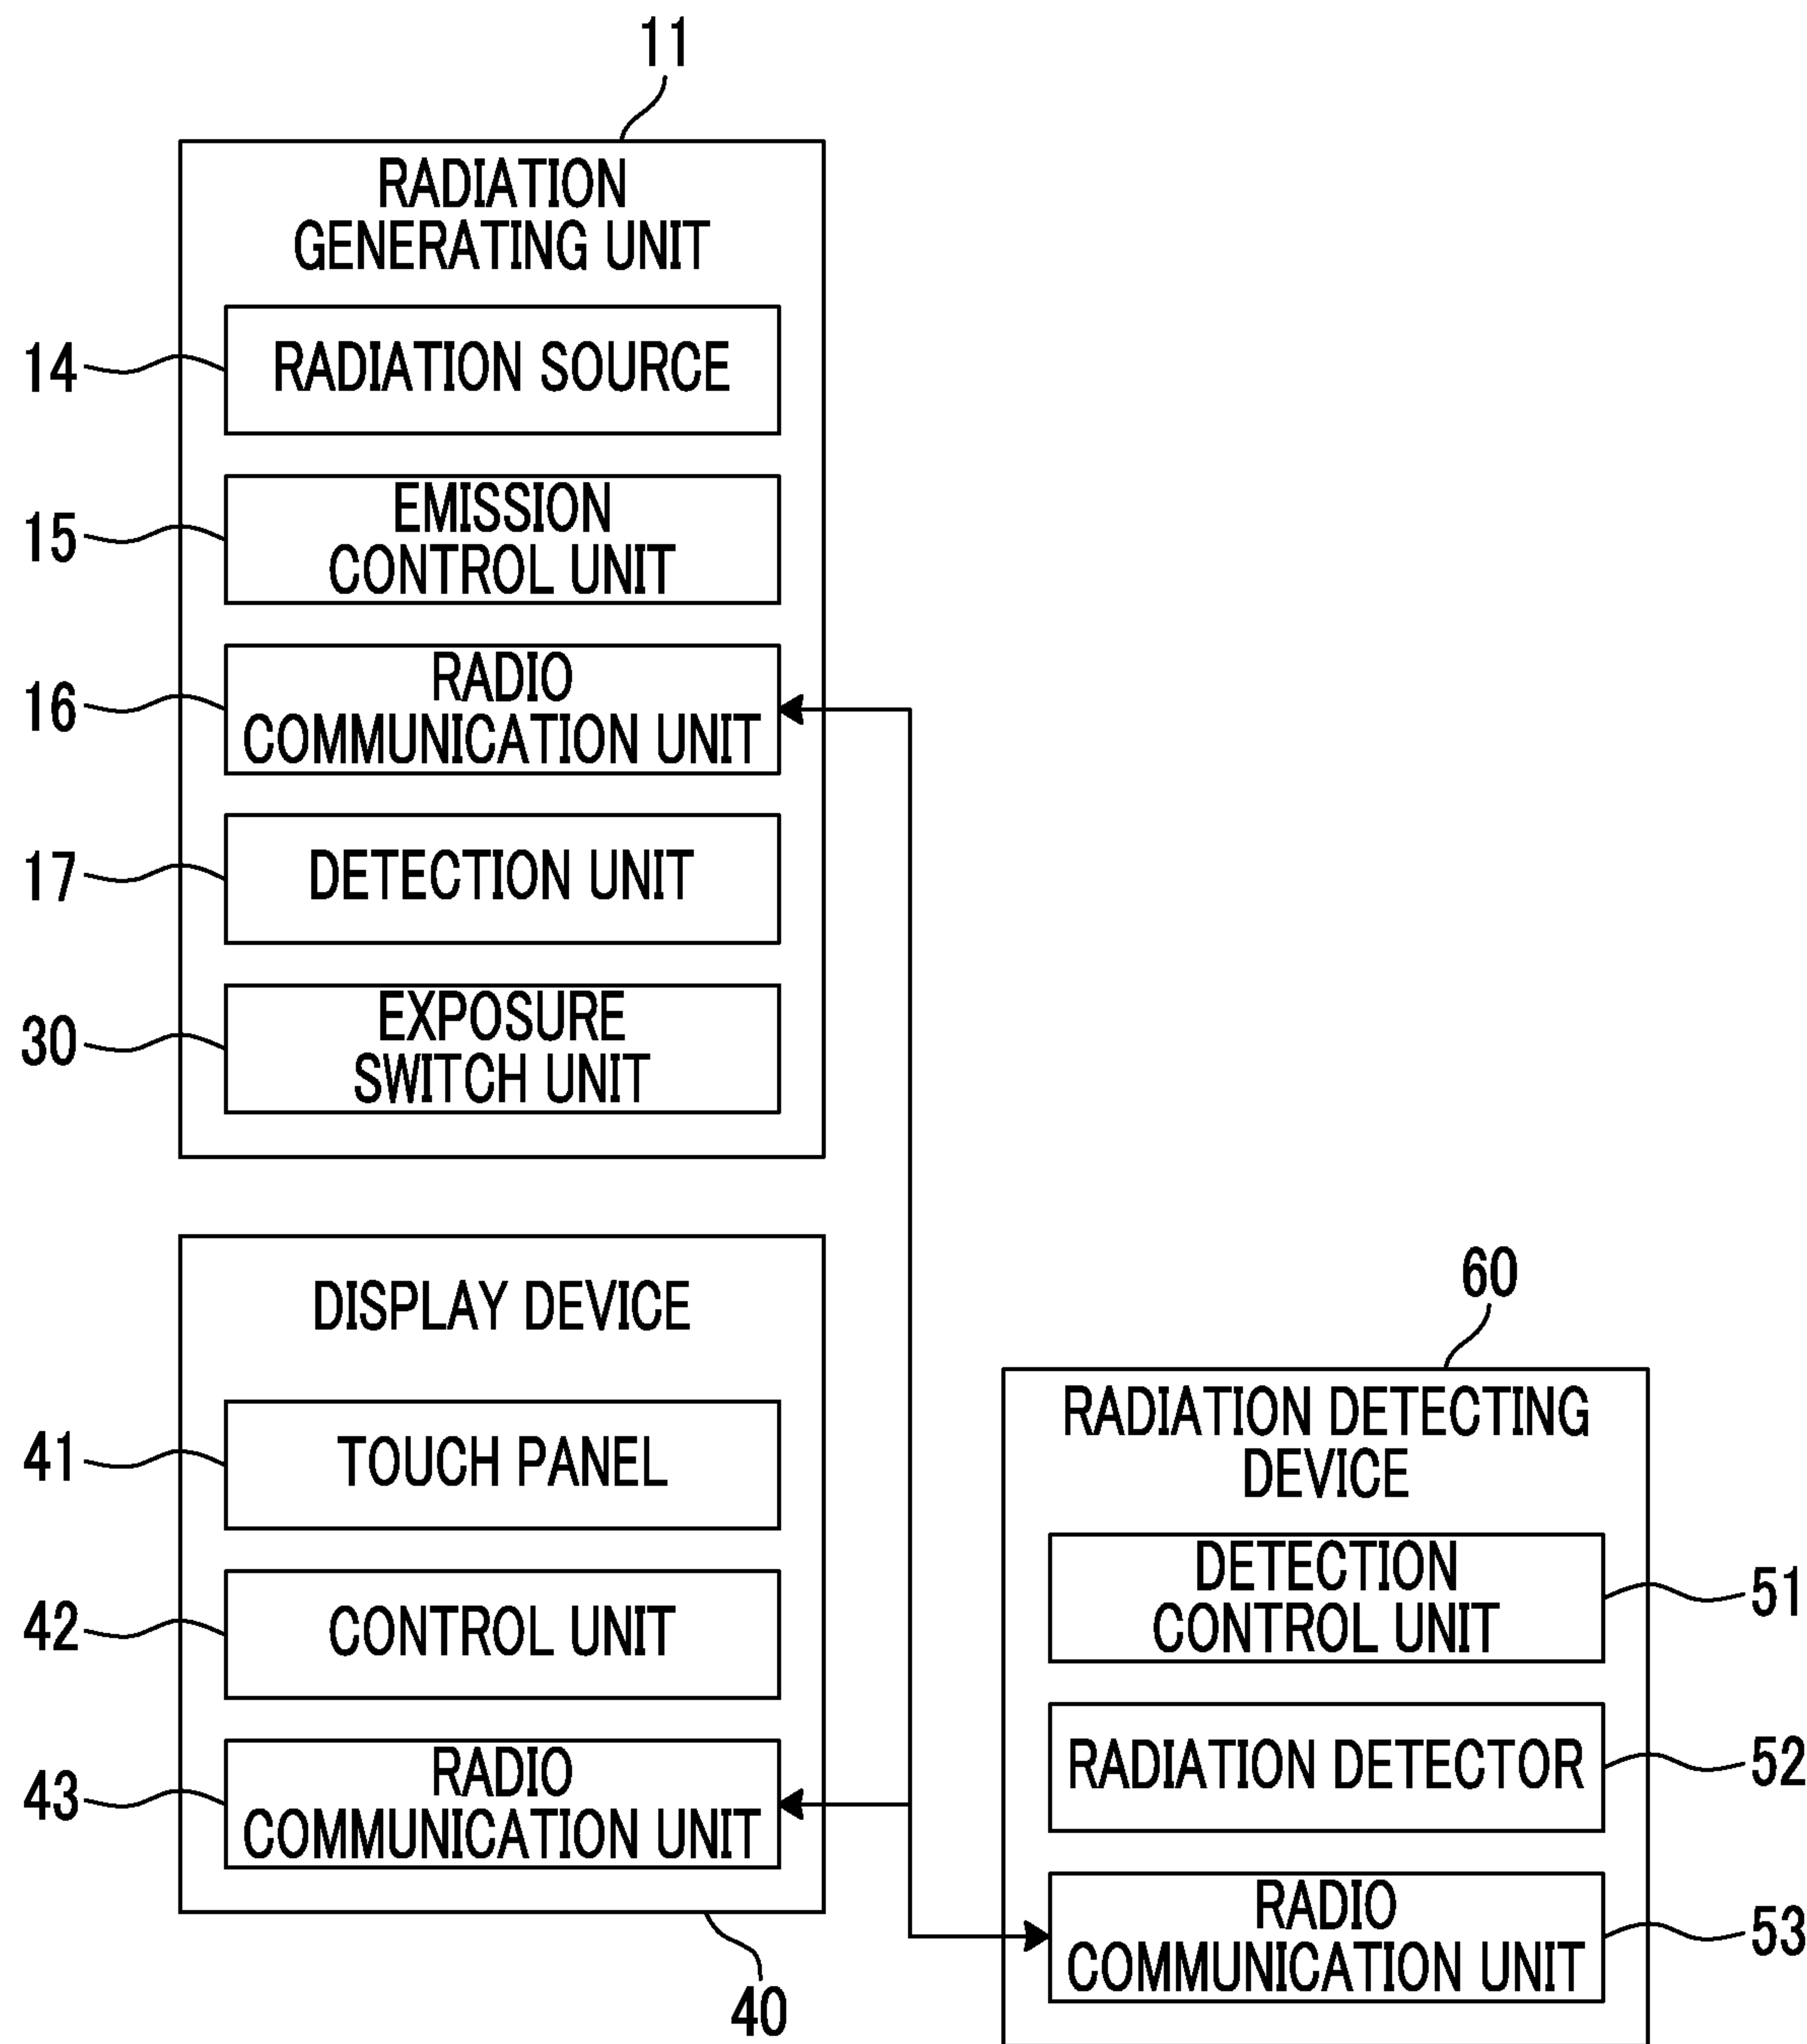 11
RADIATION
GENERATING UNIT
14
RADIATION SOURCE
15
EMISSION
CONTROL UNIT
16
RADIO
COMMUNICATION UNIT
17
DETECTION UNIT
30
EXPOSURE
SWITCH UNIT
DISPLAY DEVICE
41
TOUCH PANEL
42
CONTROL UNIT
43
RADIO
COMMUNICATION UNIT
40
60
RADIATION DETECTING
DEVICE
DETECTION
CONTROL UNIT
51
RADIATION DETECTOR
52
RADIO
COMMUNICATION UNIT
53